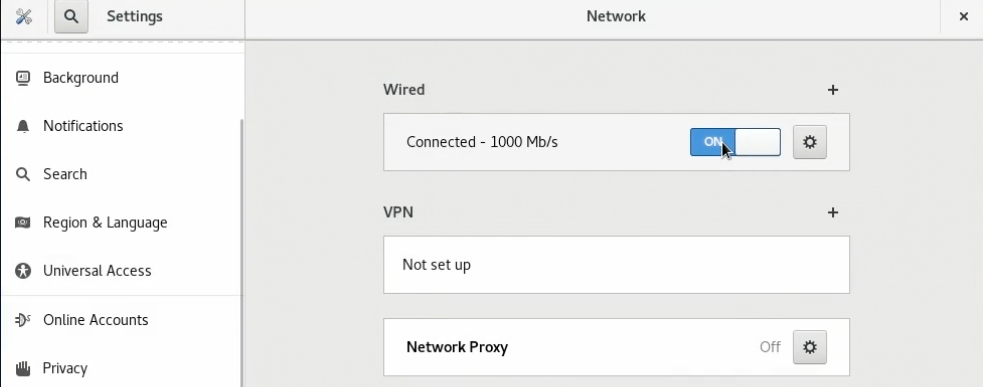 Settings
Network
Background
Notifications
Search
Region & Language
Universal Access
Online Accounts
Privacy
Wired
Connected - 1000 Mb/s
ON
VPN
Not set up
Network Proxy
Off